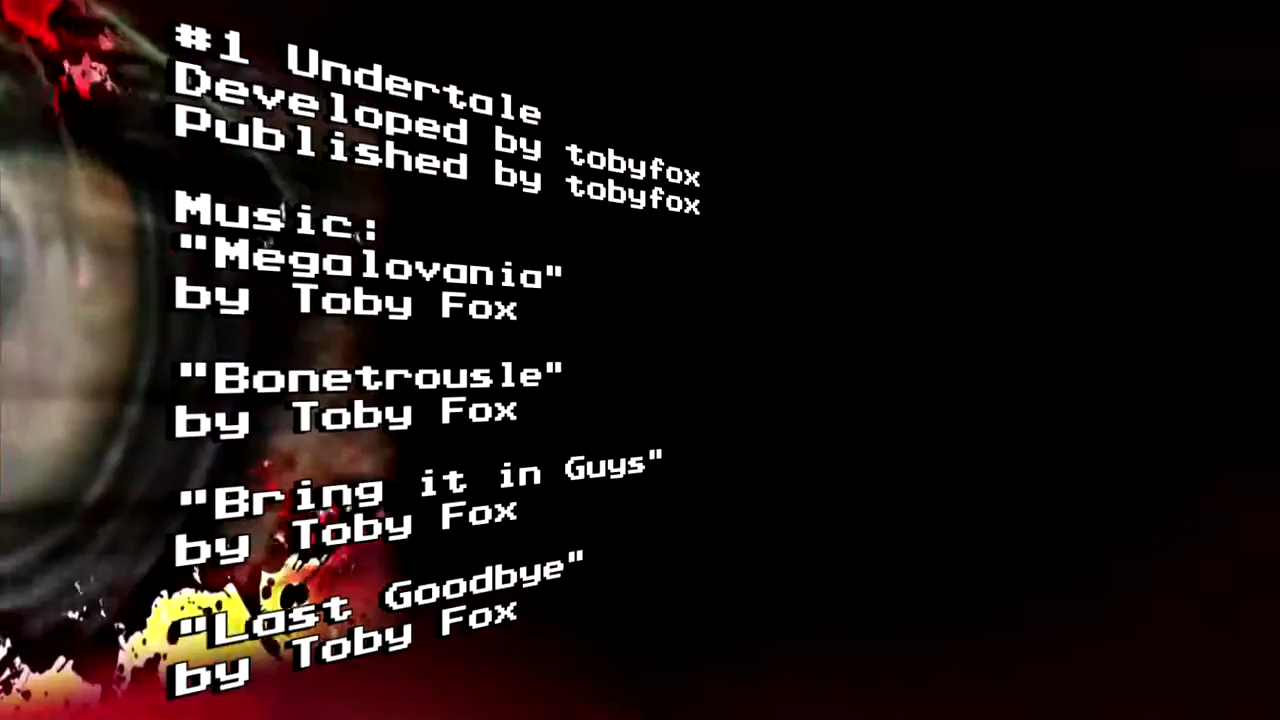 #1 Undertale
Developed by tobyfox
Published by tobyfox
Music:
"Megalovania"
by Toby Fox
"Bonetrousle"
by Toby Fox
"Bring it in Guys"
by Toby Fox
"Last Goodbye"
by Toby Fox